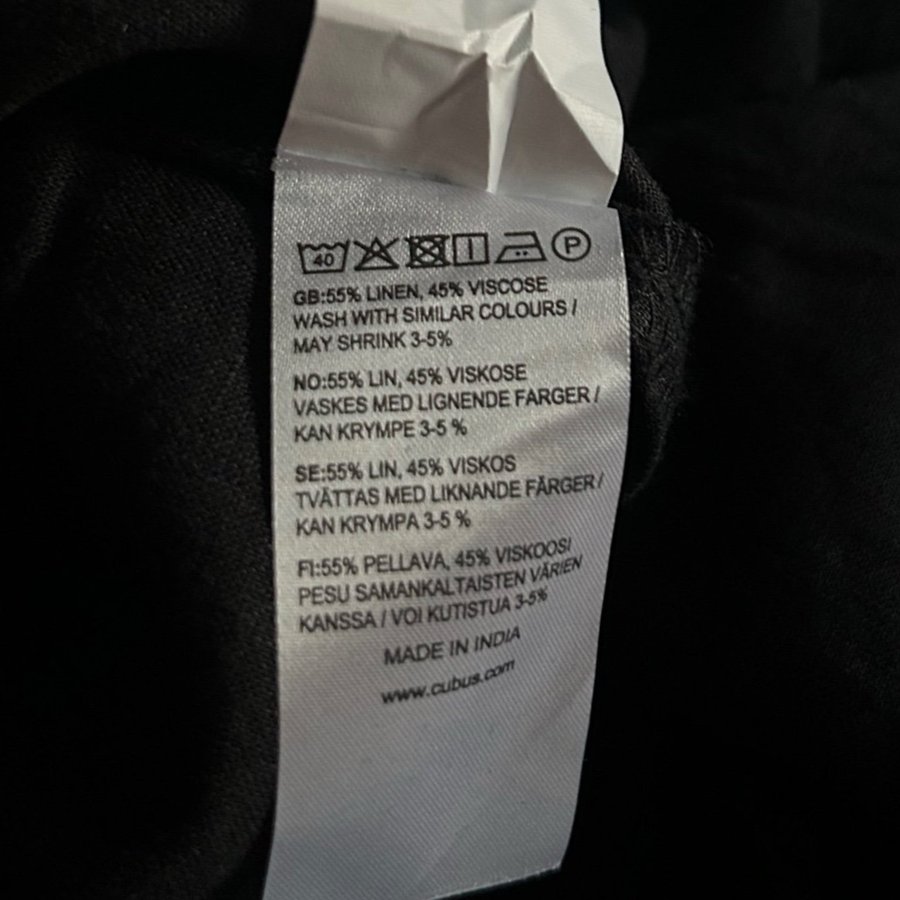 40 P
GB:55% LINEN, 45% VISCOSE
WASH WITH SIMILAR COLOURS /
MAY SHRINK 3-5%
NO:55% LIN, 45% VISKOSE
VASKES MED LIGNENDE FARGER /
KAN KRYMPE 3-5 %
SE:55% LIN, 45% VISKOS
TVÄTTAS MED LIKNANDE FÄRGER /
KAN KRYMPA 3-5 %
FI:55% PELLAVA, 45% VISKOOSI
PESU SAMANKALTAISTEN VÄRIEN
KANSSA / VOI KUTISTUA 3-5%
MADE IN INDIA
www.cubus.com